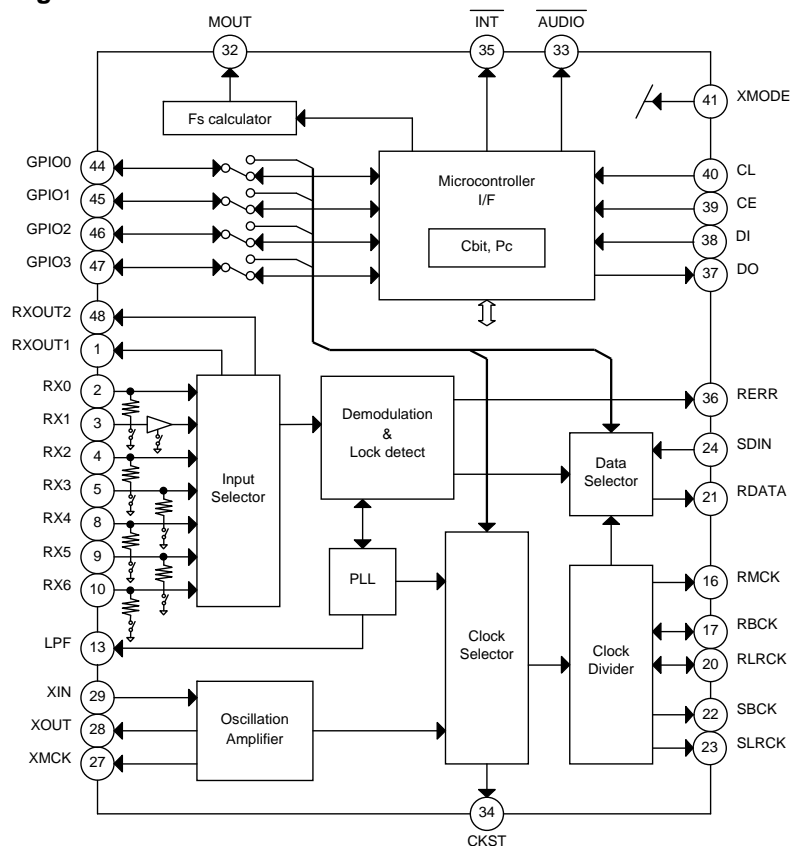 MOUT
INT
AUDIO
32
35
33
41
XMODE
Fs calculator
GPIO0
44
GPIO1
45
GPIO2
46
GPIO3
47
Microcontroller
I/F
Cbit, Pc
40
CL
39
CE
38
DI
37
DO
RXOUT2
48
RXOUT1
1
RX0
2
RX1
3
RX2
4
RX3
5
RX4
8
RX5
9
RX6
10
Input
Selector
Demodulation
&
Lock detect
36
RERR
Data
Selector
24
SDIN
21
RDATA
PLL
LPF
13
Clock
Selector
Clock
Divider
16
RMCK
17
RBCK
20
RLRCK
22
SBCK
23
SLRCK
XIN
29
XOUT
28
XMCK
27
Oscillation
Amplifier
34
CKST